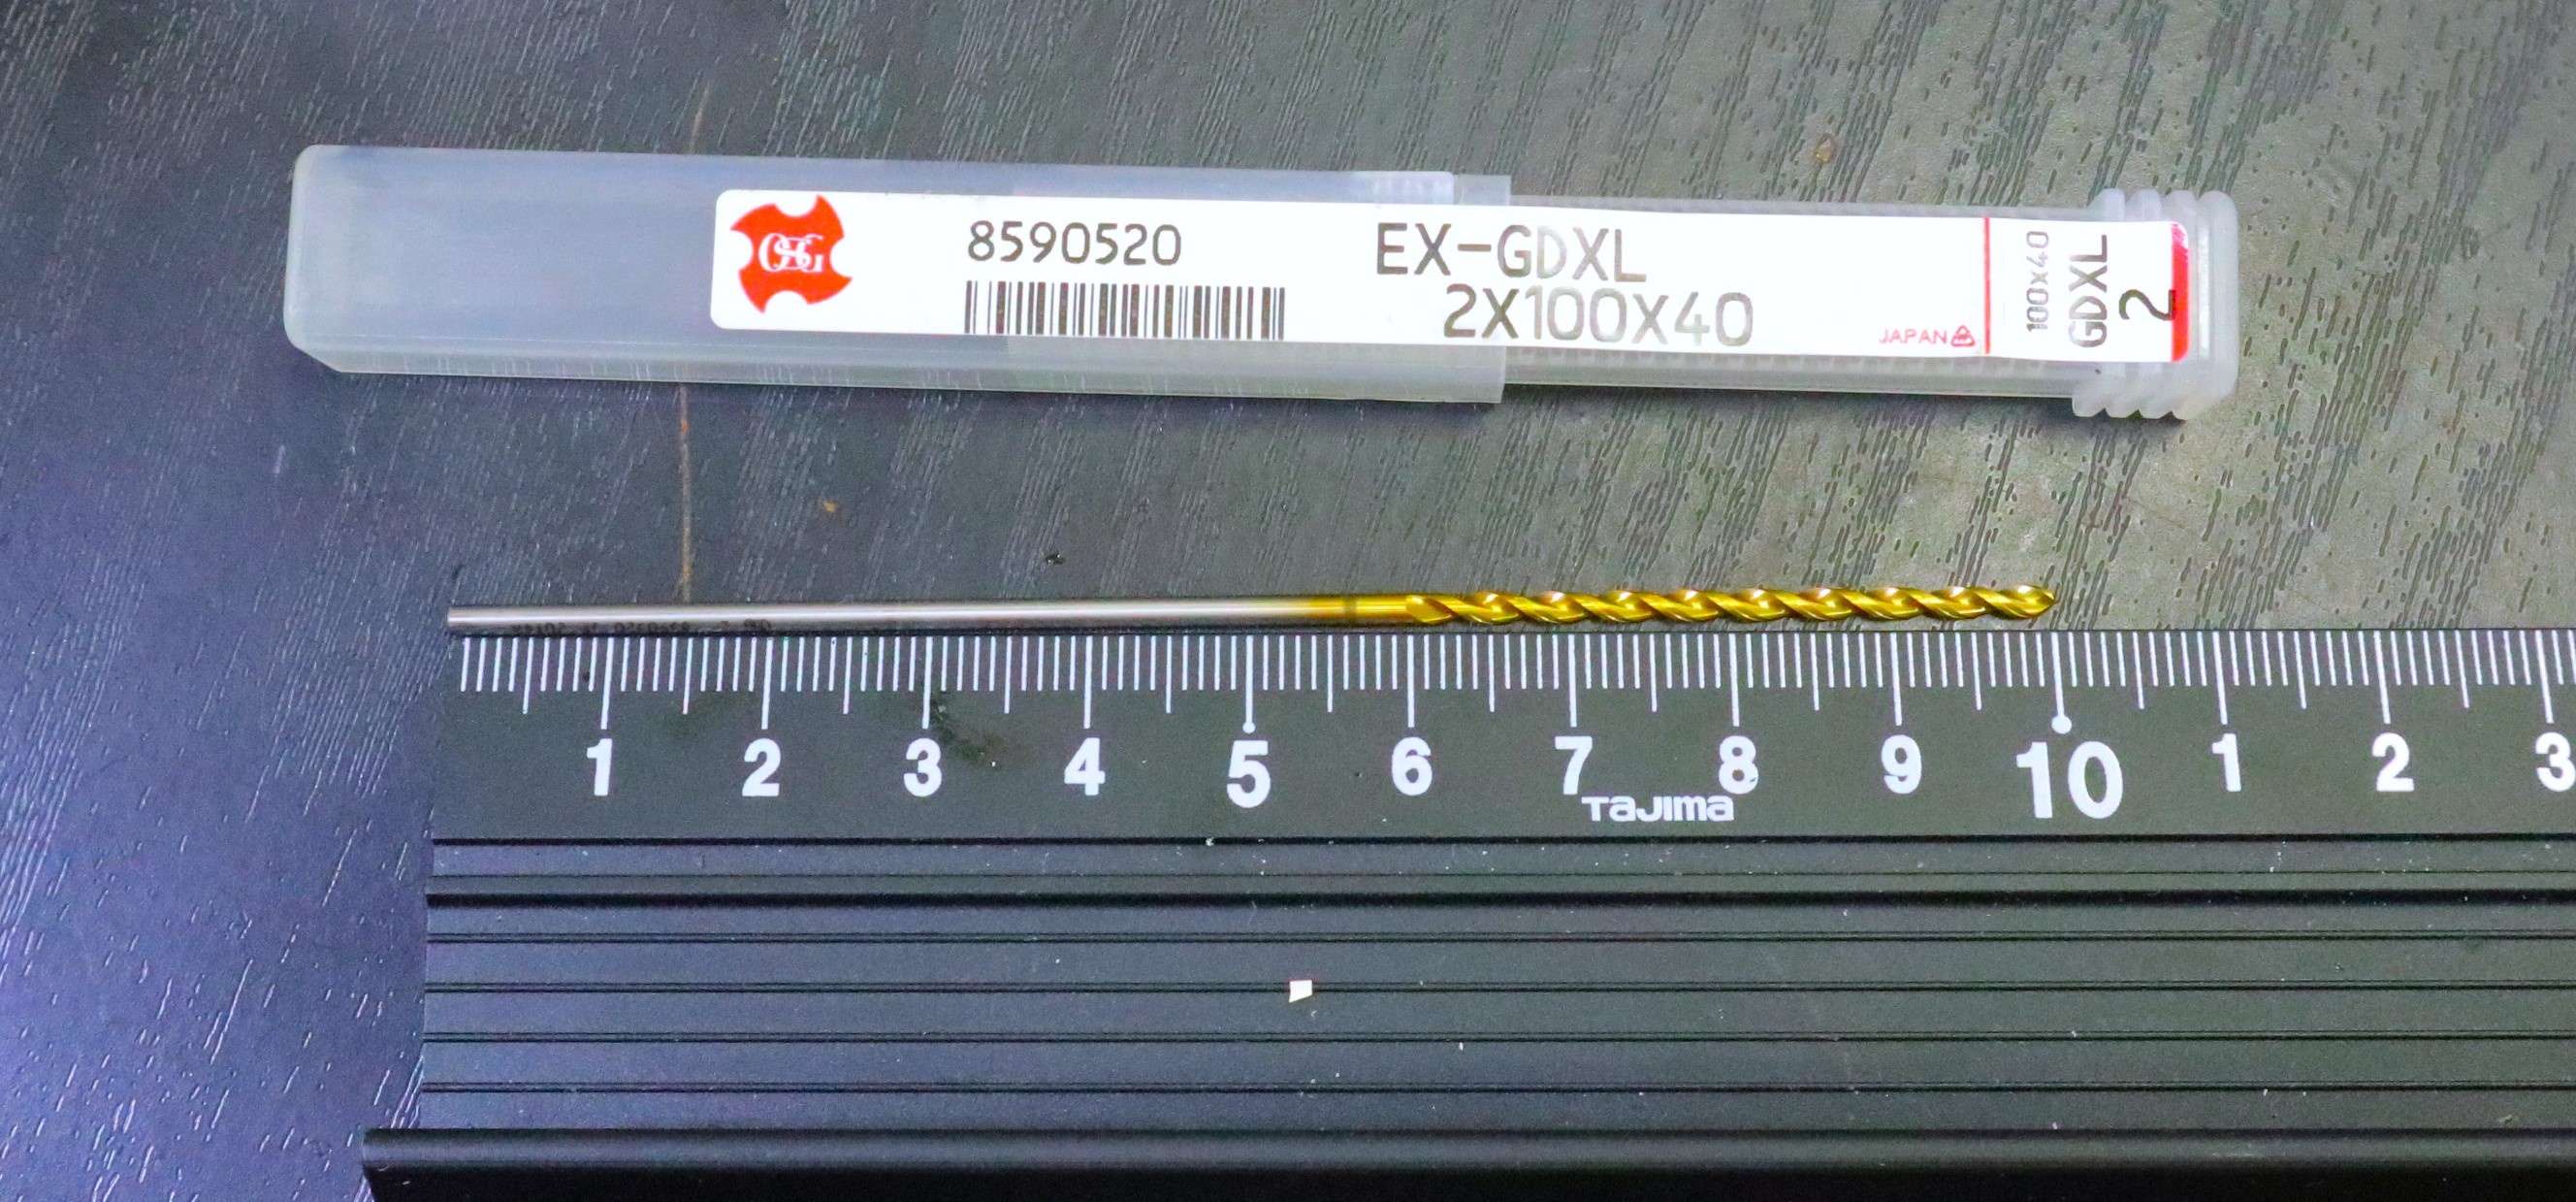 OSG
8590520
EX-GDXL
2X100X40
JAPAN
100x40
GDXL
2
1 2 3 4 5 6 7 8 9 10 1 2 3
TaJIma